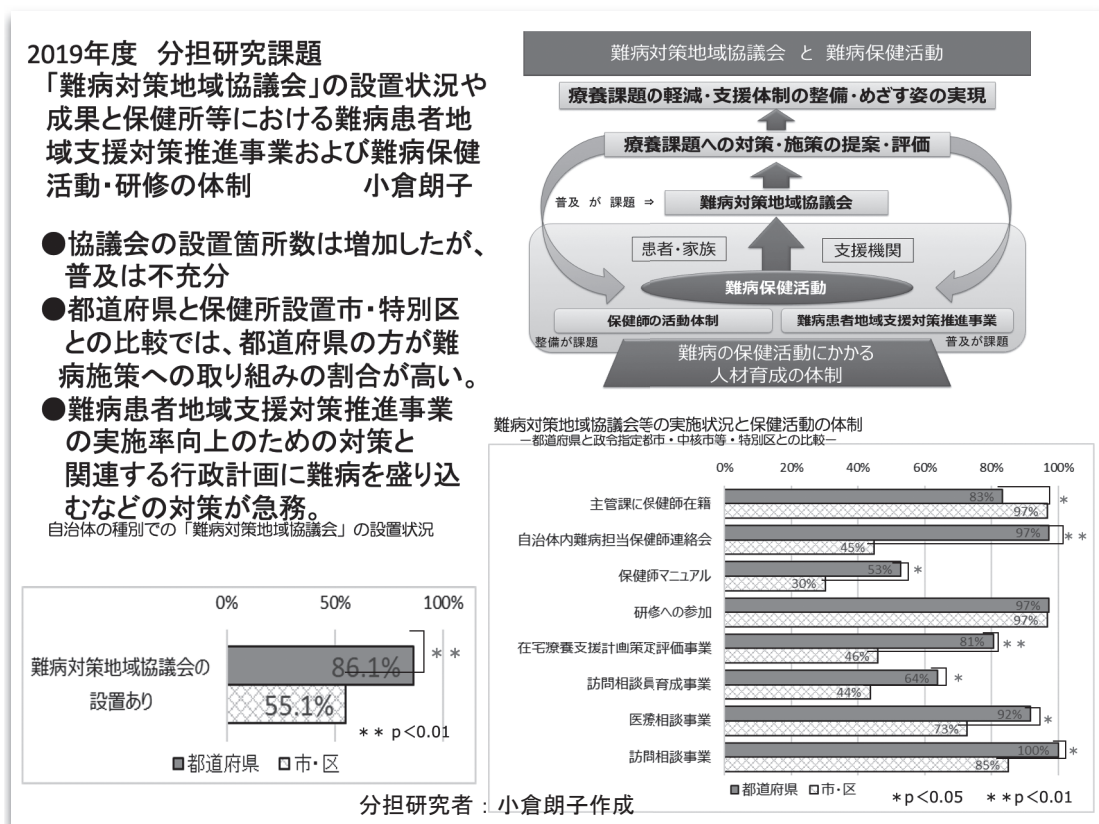 2019年度 分担研究課題
「難病対策地域協議会」の設置状況や
成果と保健所等における難病患者地
域支援対策推進事業および難病保健
活動・研修の体制 小倉朗子
●協議会の設置箇所数は増加したが、
普及は不充分
●都道府県と保健所設置市・特別区
との比較では、都道府県の方が難
病施策への取り組みの割合が高い。
●難病患者地域支援対策推進事業
の実施率向上のための対策と
関連する行政計画に難病を盛り込
むなどの対策が急務。
自治体の種別での「難病対策地域協議会」の設置状況
0% 50% 100%
難病対策地域協議会の
設置あり
86.1%
55.1%
** p<0.01
■都道府県 □市・区
難病対策地域協議会 と 難病保健活動
療養課題の軽減・支援体制の整備・めざす姿の実現
療養課題への対策・施策の提案・評価
普及 が 課題 ⇒ 難病対策地域協議会
患者・家族 支援機関
難病保健活動
保健師の活動体制 難病患者地域支援対策推進事業
整備が課題 普及が課題
難病の保健活動にかかる
人材育成の体制
難病対策地域協議会等の実施状況と保健活動の体制
―都道府県と政令指定都市・中核市等・特別区との比較―
0% 20% 40% 60% 80% 100%
主管課に保健師在籍 83% *
97%
自治体内難病担当保健師連絡会 97% **
45%
保健師マニュアル 53% *
30%
研修への参加 97%
97%
在宅療養支援計画策定評価事業 81% **
46%
訪問相談員育成事業 64% *
44%
医療相談事業 92% *
73%
訪問相談事業 100% *
85%
■都道府県 □市・区 *p<0.05 **p<0.01
分担研究者：小倉朗子作成